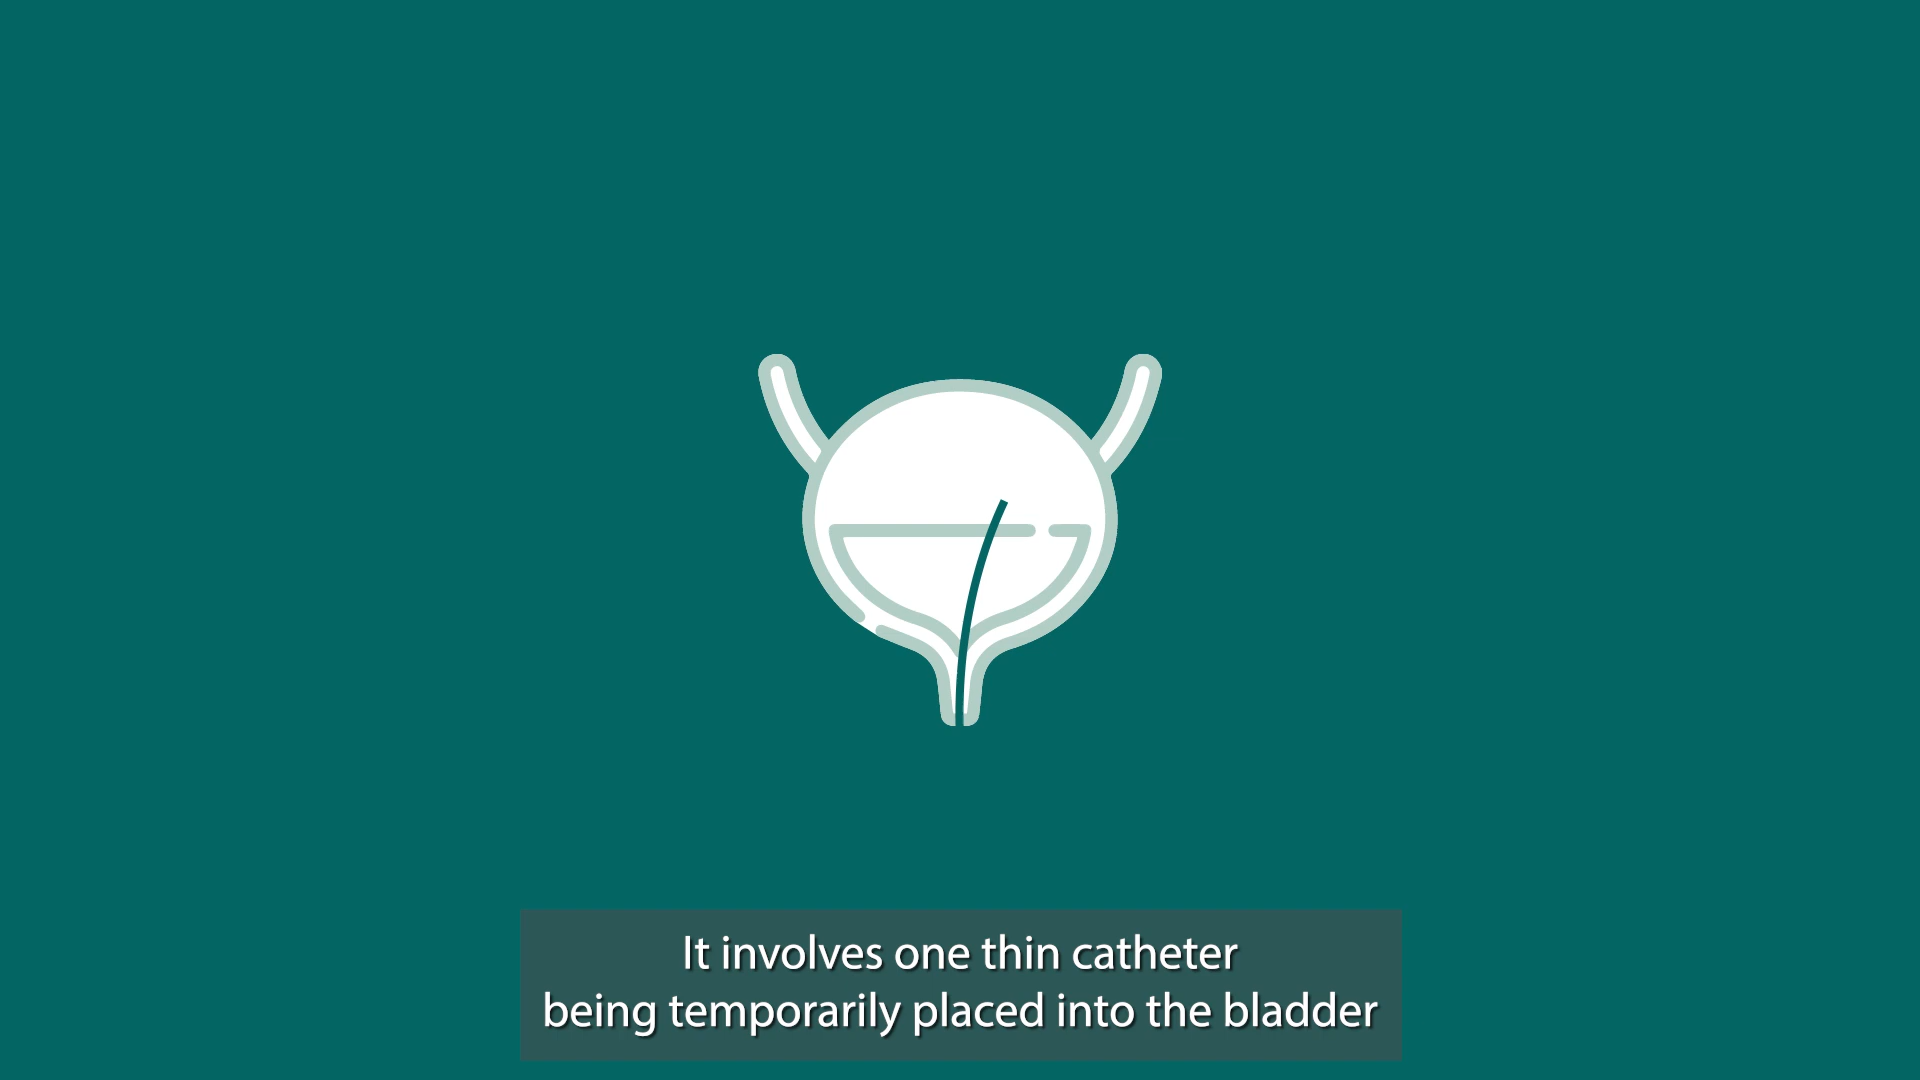 It involves one thin catheter
being temporarily placed into the bladder